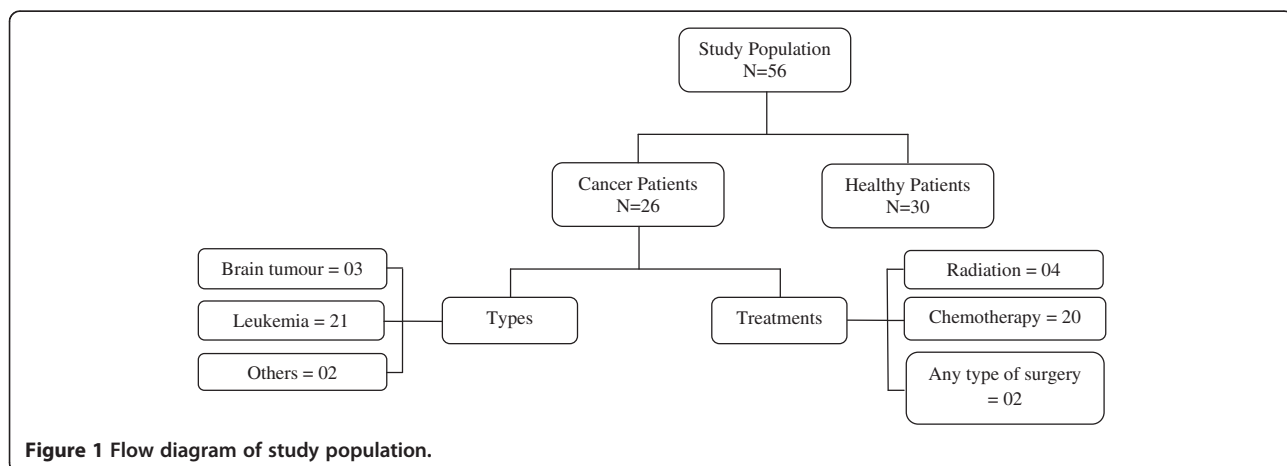 Study Population
N=56
Cancer Patients
N=26
Healthy Patients
N=30
Brain tumour = 03
Leukemia = 21
Others = 02
Types
Treatments
Radiation = 04
Chemotherapy = 20
Any type of surgery
= 02
Figure 1 Flow diagram of study population.